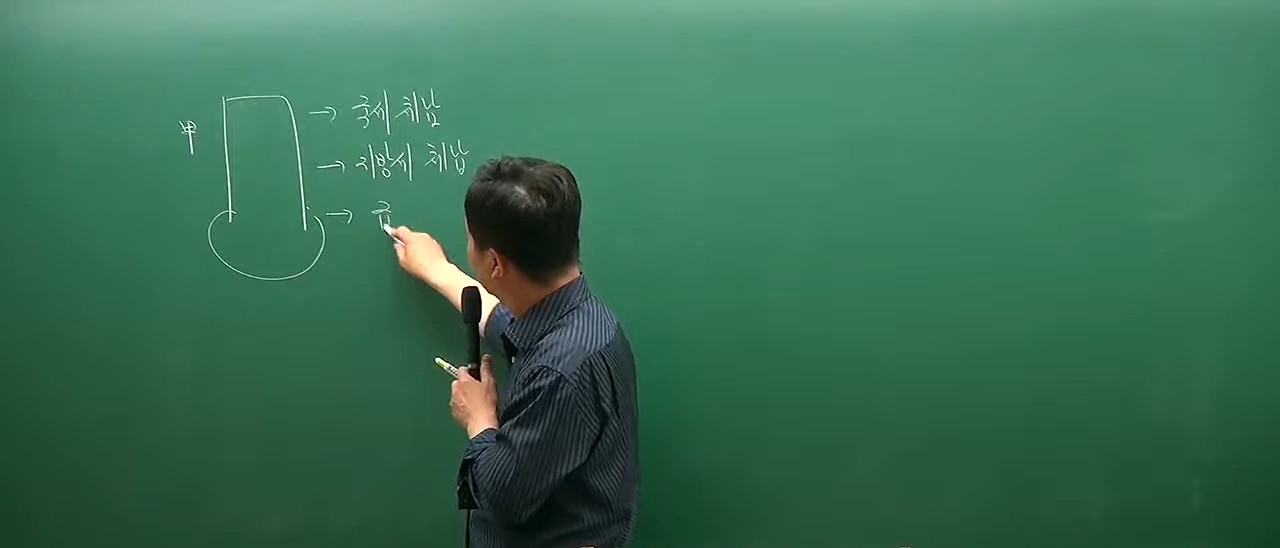 甲
→ 국세 체납
→ 지방세 체납
→